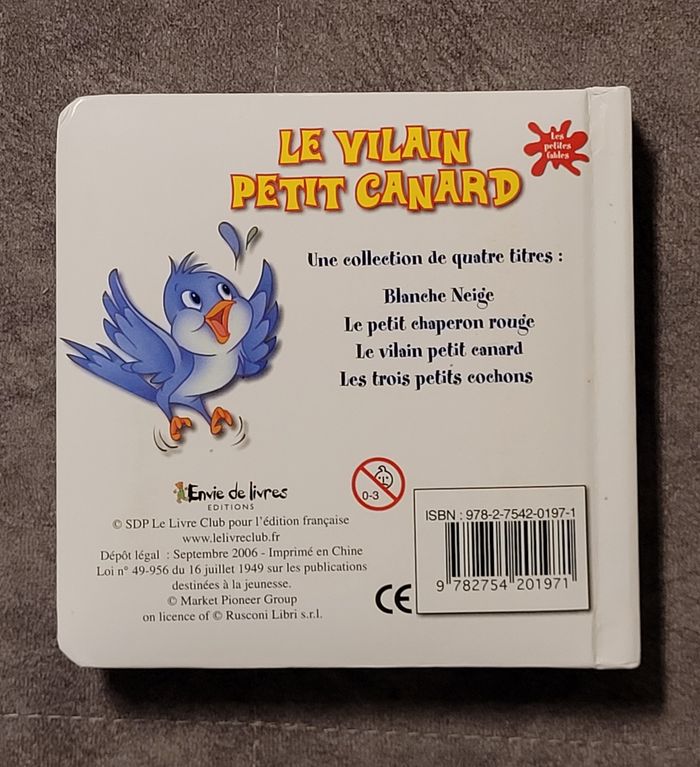 LE VILAIN
PETIT CANARD
Les
petites
fables
Une collection de quatre titres :
Blanche Neige
Le petit chaperon rouge
Le vilain petit canard
Les trois petits cochons
Envie de livres
EDITIONS
© SDP Le Livre Club pour l'édition française
www.lelivreclub.fr
Dépôt légal : Septembre 2006 - Imprimé en Chine
Loi n° 49-956 du 16 juillet 1949 sur les publications
destinées à la jeunesse.
© Market Pioneer Group
on licence of © Rusconi Libri s.r.l.
0-3
CE
ISBN : 978-2-7542-0197-1
9 782754 201971